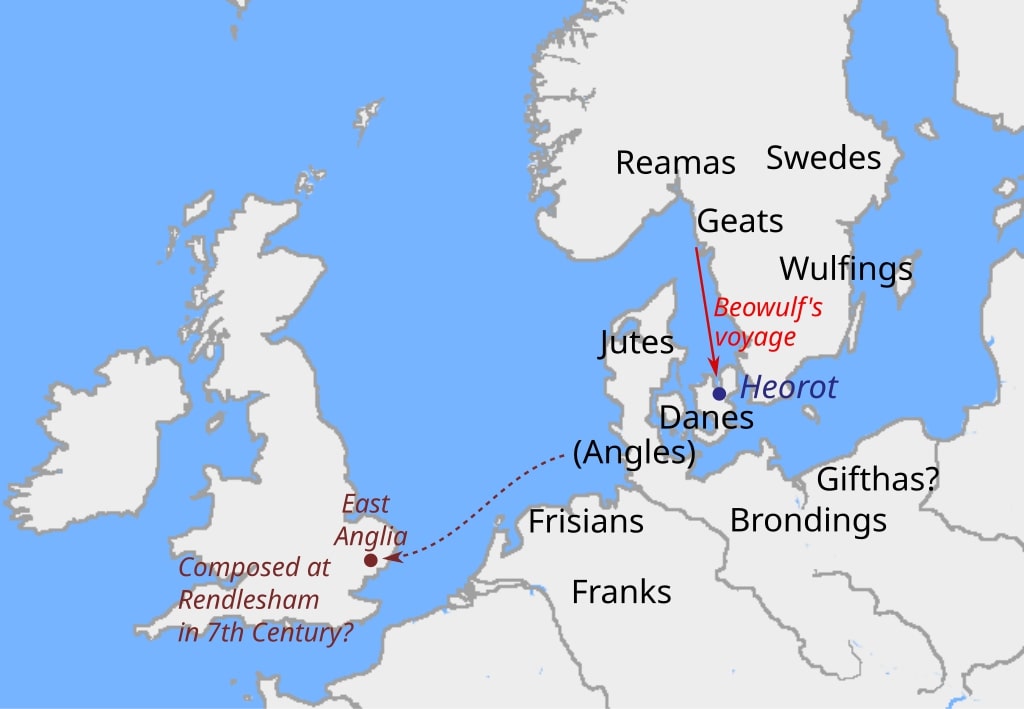 Reamas
Swedes
Geats
Wulfings
Beowulf's
voyage
Jutes
Heorot
Danes
(Angles)
Gifthas?
East
Anglia
Frisians
Brondings
Composed at
Rendlesham
in 7th Century?
Franks